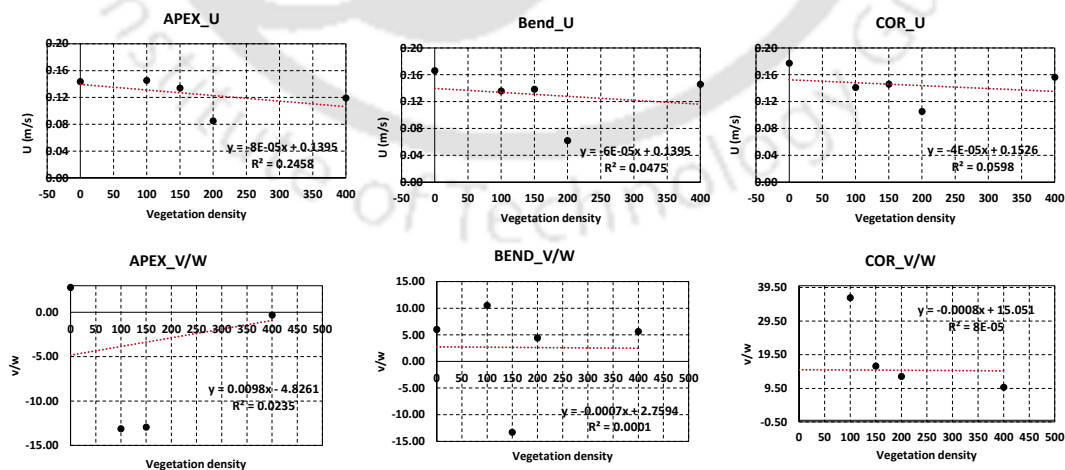 APEX_U
0.20
0.16
0.12
0.08
0.04
0.00
U (m/s)
y = -8E-05x + 0.1395
R² = 0.2458
-50 0 50 100 150 200 250 300 350 400
Vegetation density
Bend_U
0.20
0.16
0.12
0.08
0.04
0.00
U (m/s)
y = -6E-05x + 0.1395
R² = 0.0475
-50 0 50 100 150 200 250 300 350 400
Vegetation density
COR_U
0.20
0.16
0.12
0.08
0.04
0.00
U (m/s)
y = -4E-05x + 0.1526
R² = 0.0598
-50 0 50 100 150 200 250 300 350 400
Vegetation density
APEX_V/W
0.00
-5.00
-10.00
-15.00
v/w
0 50 100 150 200 250 300 350 400 450 500
y = 0.0098x - 4.8261
R² = 0.0235
Vegetation density
BEND_V/W
15.00
10.00
5.00
0.00
-5.00
-10.00
-15.00
v/w
0 50 100 150 200 250 300 350 400 450 500
y = -0.0007x + 2.7594
R² = 0.0001
Vegetation density
COR_V/W
39.50
29.50
19.50
9.50
-0.50
v/w
y = -0.0008x + 15.051
R² = 8E-05
0 50 100 150 200 250 300 350 400 450 500
Vegetation density
nstitute of Technology Gu